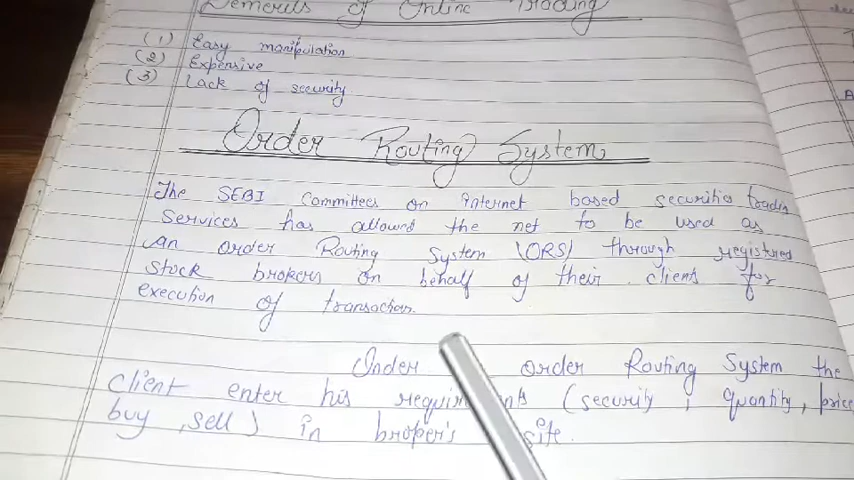 Demerits of Online Trading
(1) Easy manipulation
(2) Expensive
(3) Lack of security
Order Routing System
The SEBI Committees on internet based securities trading
Services has allowed the net to be used as
an order Routing System (ORS) through registered
Stock brokers on behalf of their clients for
execution of transaction.
Under order Routing System the
client enter his requirments (security, quantity, price
buy, sell) in broper's site.